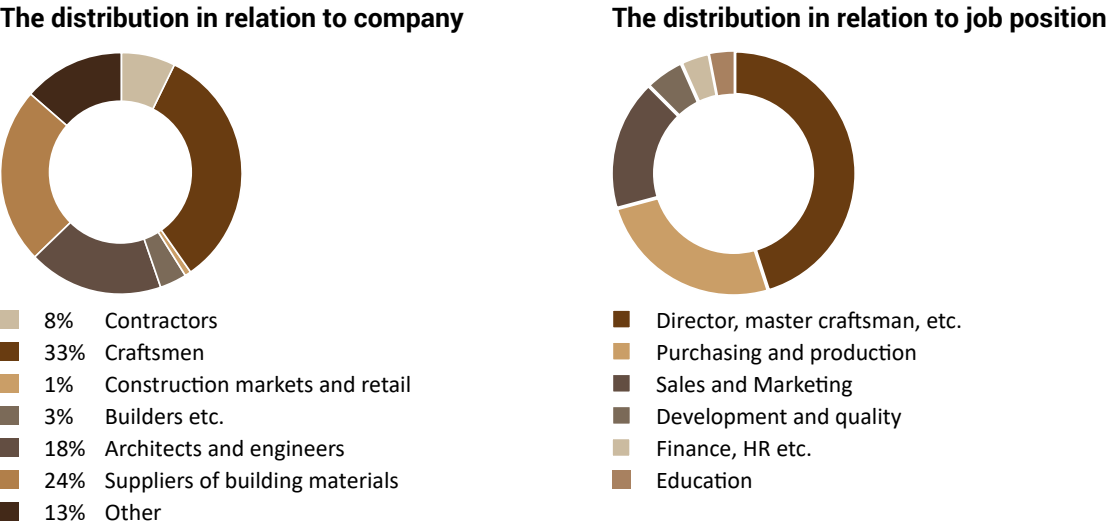 The distribution in relation to company
8% Contractors
33% Craftsmen
1% Construction markets and retail
3% Builders etc.
18% Architects and engineers
24% Suppliers of building materials
13% Other
The distribution in relation to job position
Director, master craftsman, etc.
Purchasing and production
Sales and Marketing
Development and quality
Finance, HR etc.
Education